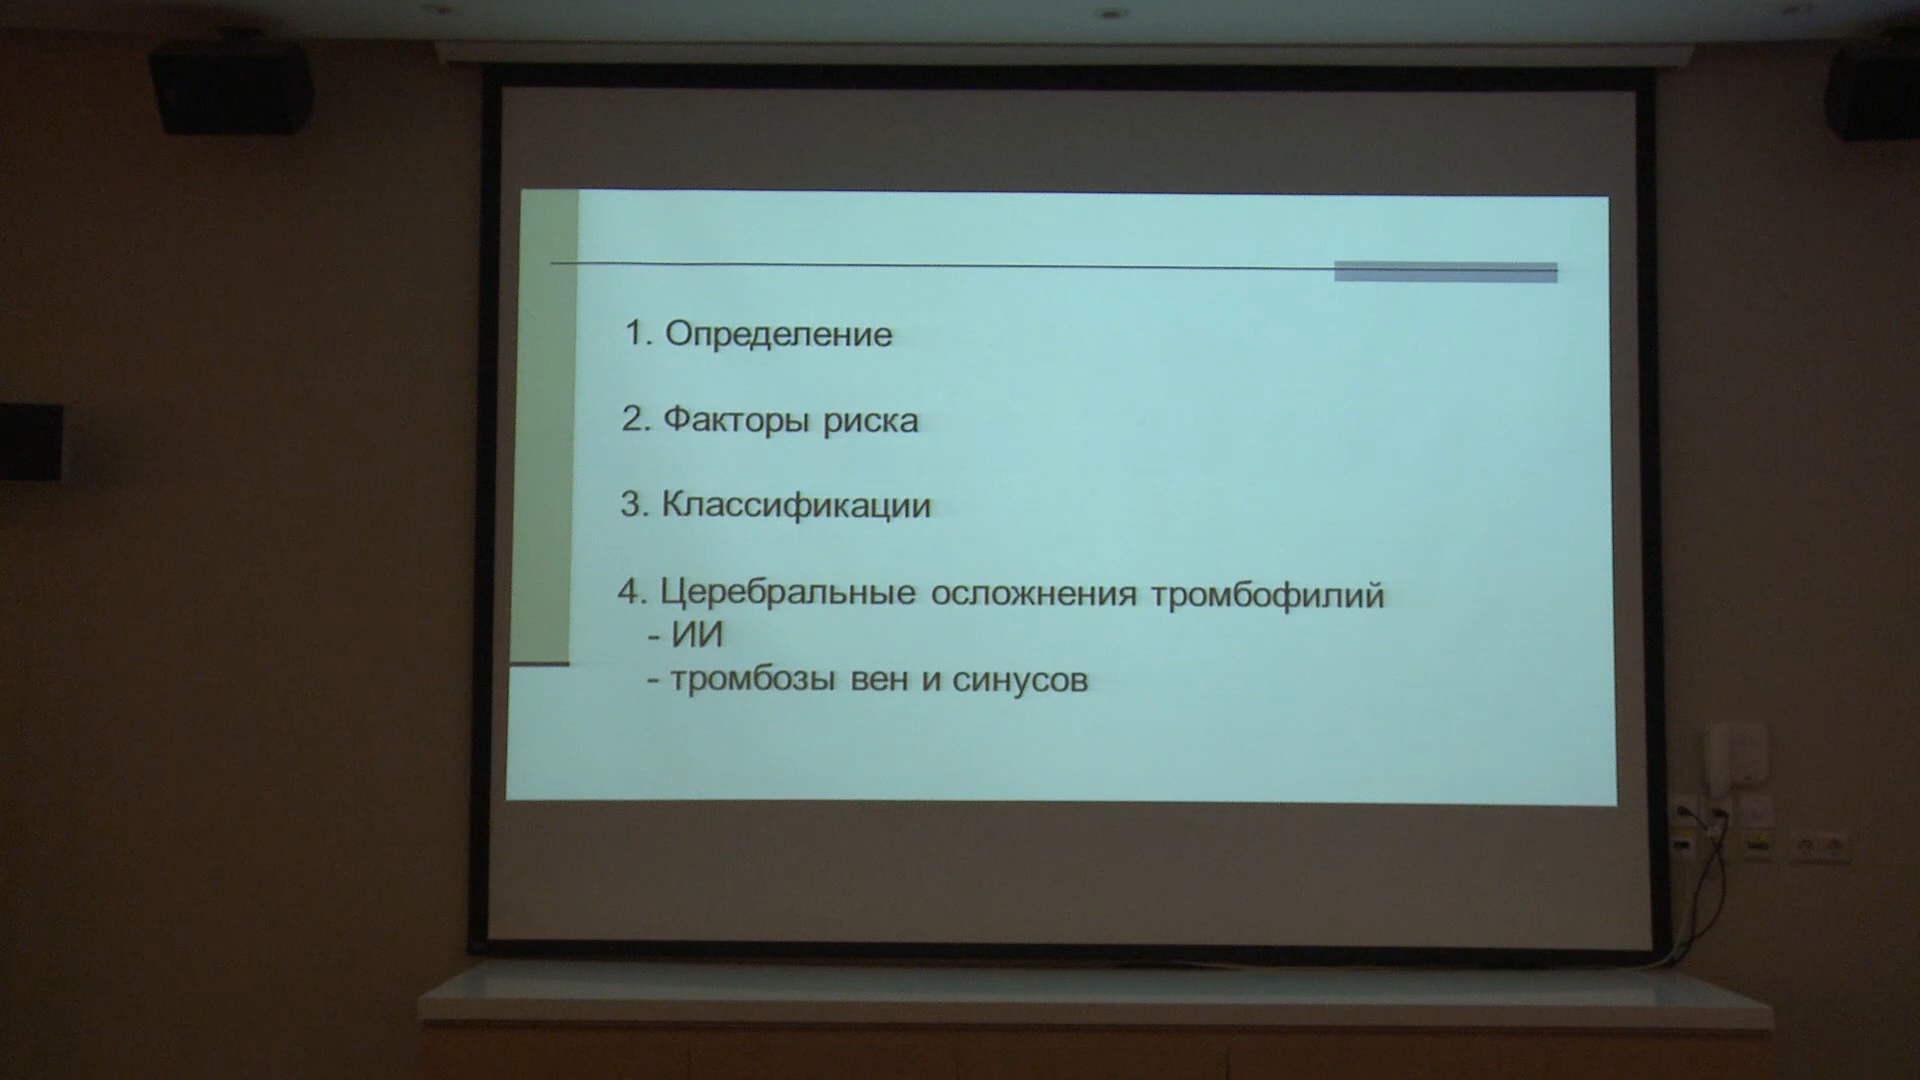 1. Определение
2. Факторы риска
3. Классификации
4. Церебральные осложнения тромбофилий
- ИИ
- тромбозы вен и синусов